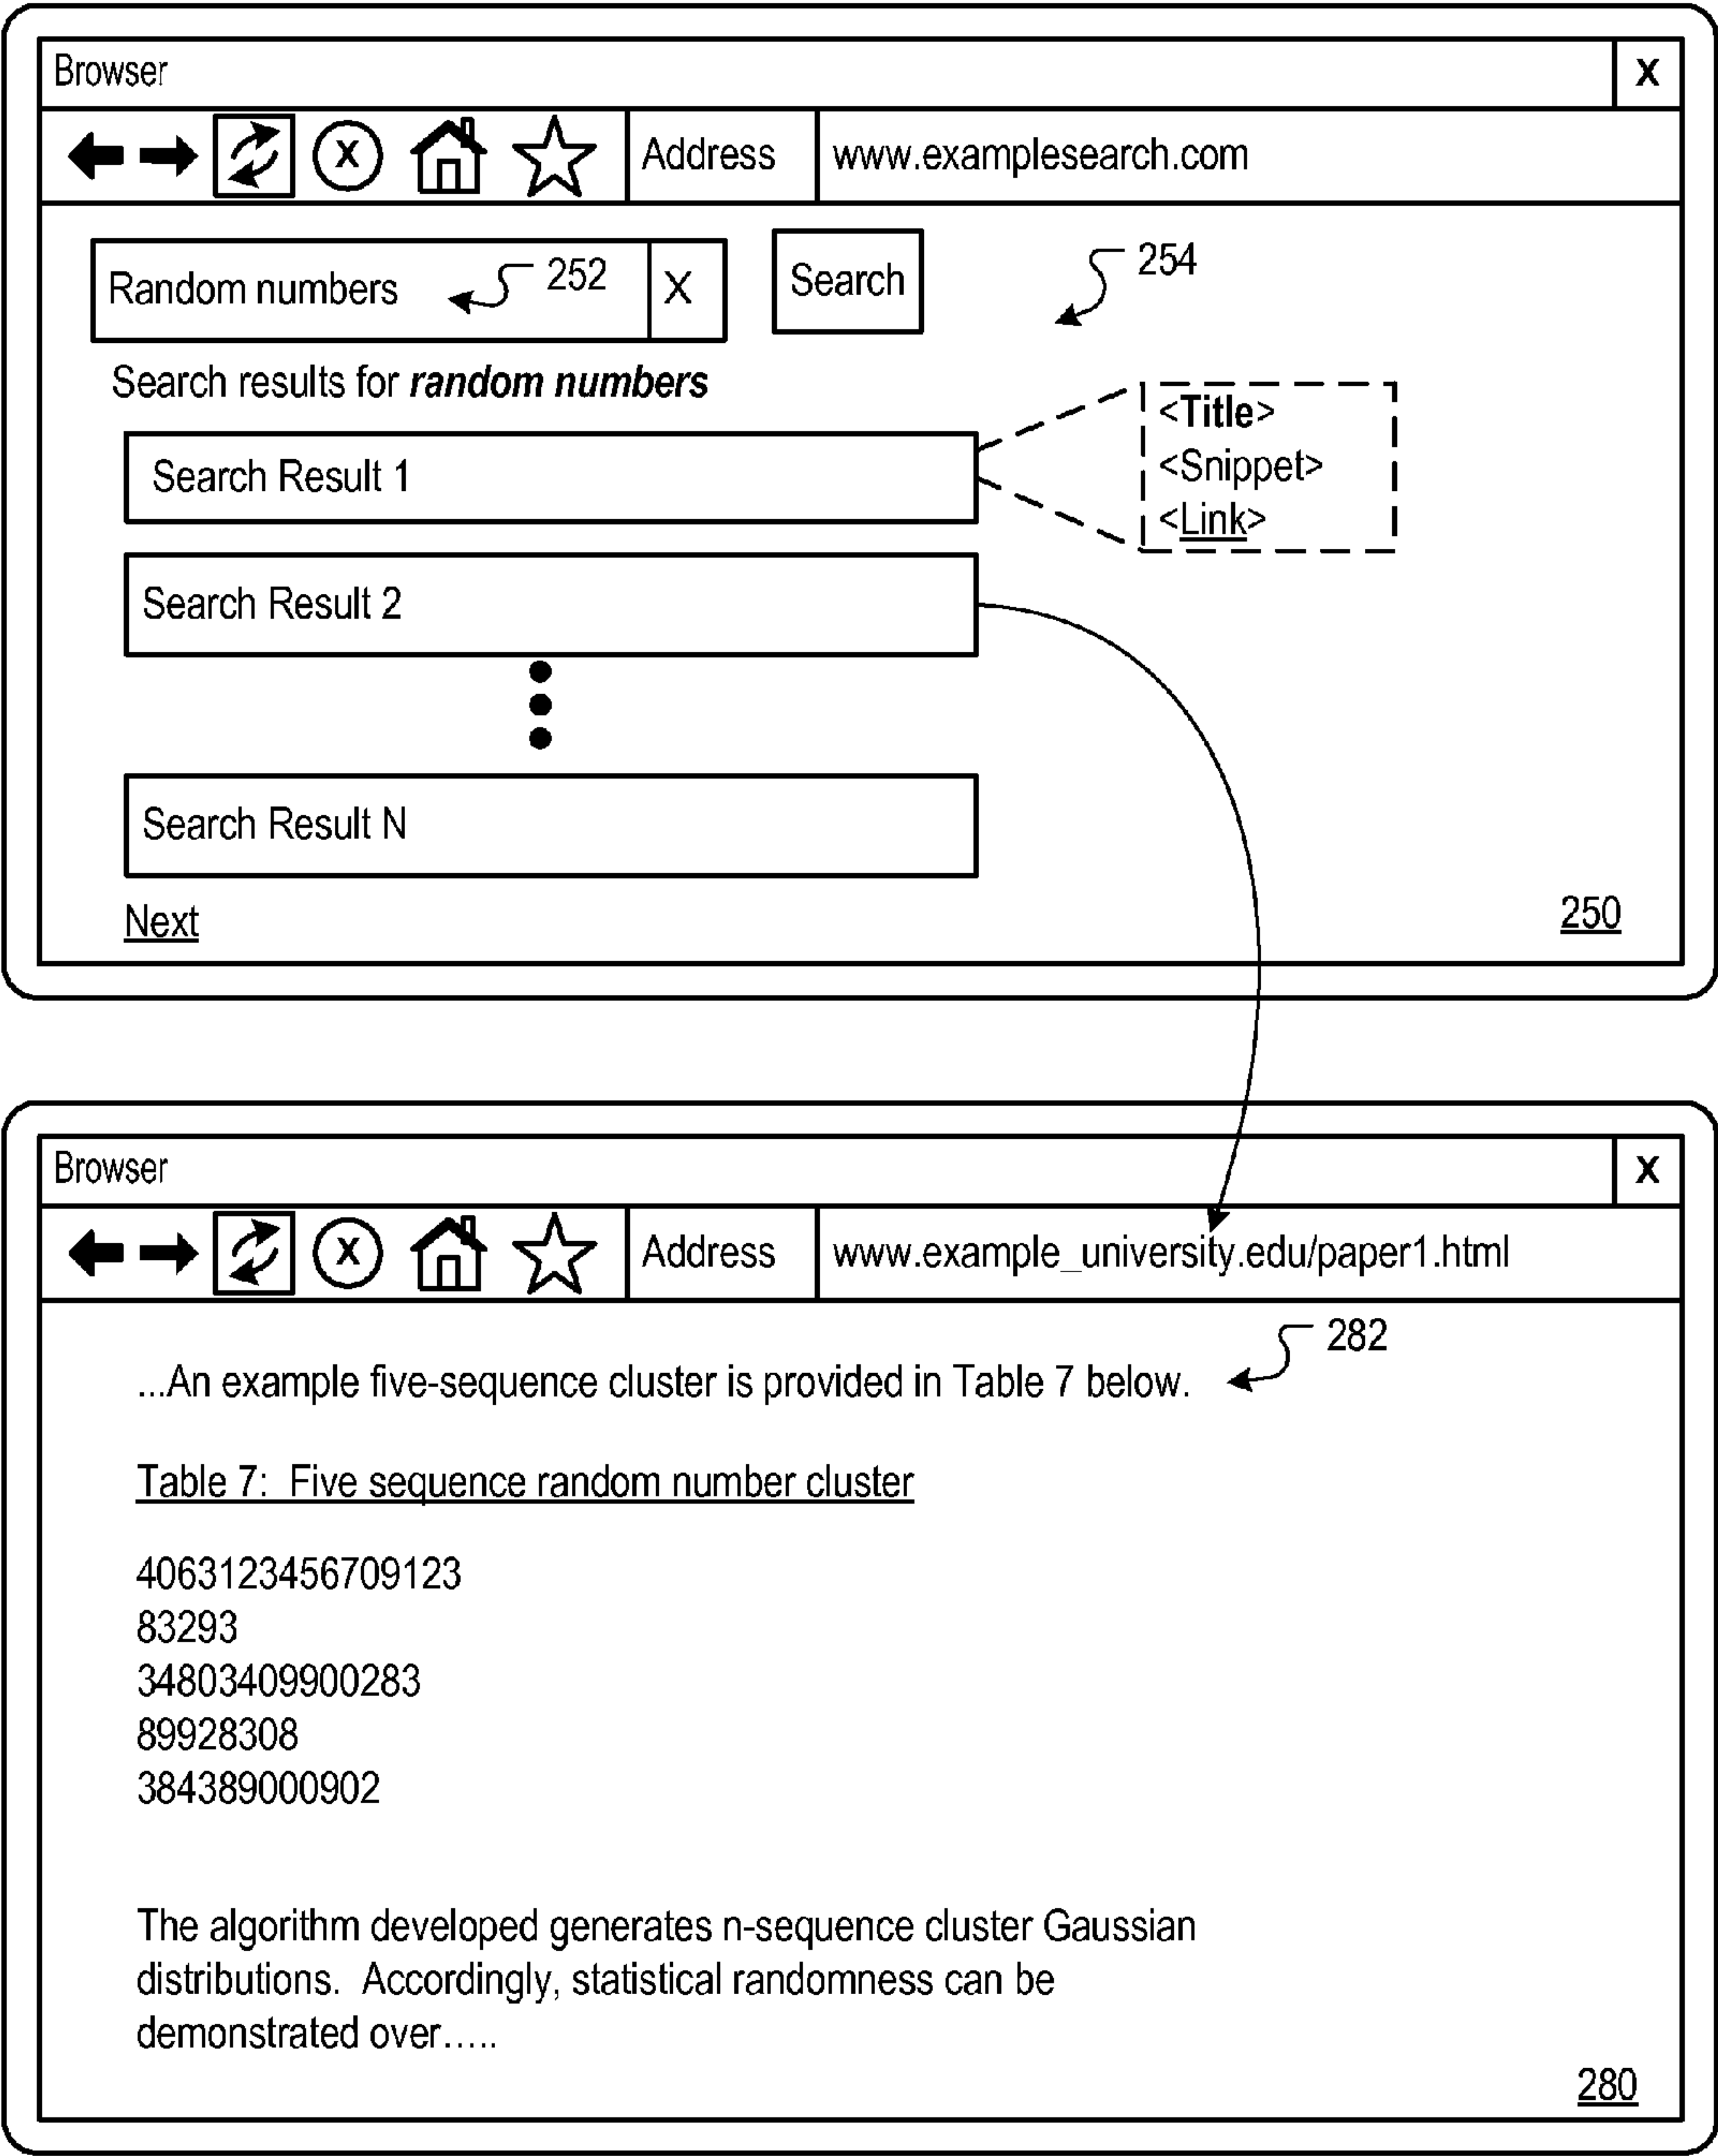 Browser X
X Address www.examplesearch.com
Random numbers 252 X Search 254
Search results for random numbers
<Title>
Search Result 1 <Snippet>
<Link>
Search Result 2
Search Result N
Next 250
Browser X
X Address www.example_university.edu/paper1.html
282
...An example five-sequence cluster is provided in Table 7 below.
Table 7: Five sequence random number cluster
4063123456709123
83293
34803409900283
89928308
384389000902
The algorithm developed generates n-sequence cluster Gaussian
distributions. Accordingly, statistical randomness can be
demonstrated over.....
280